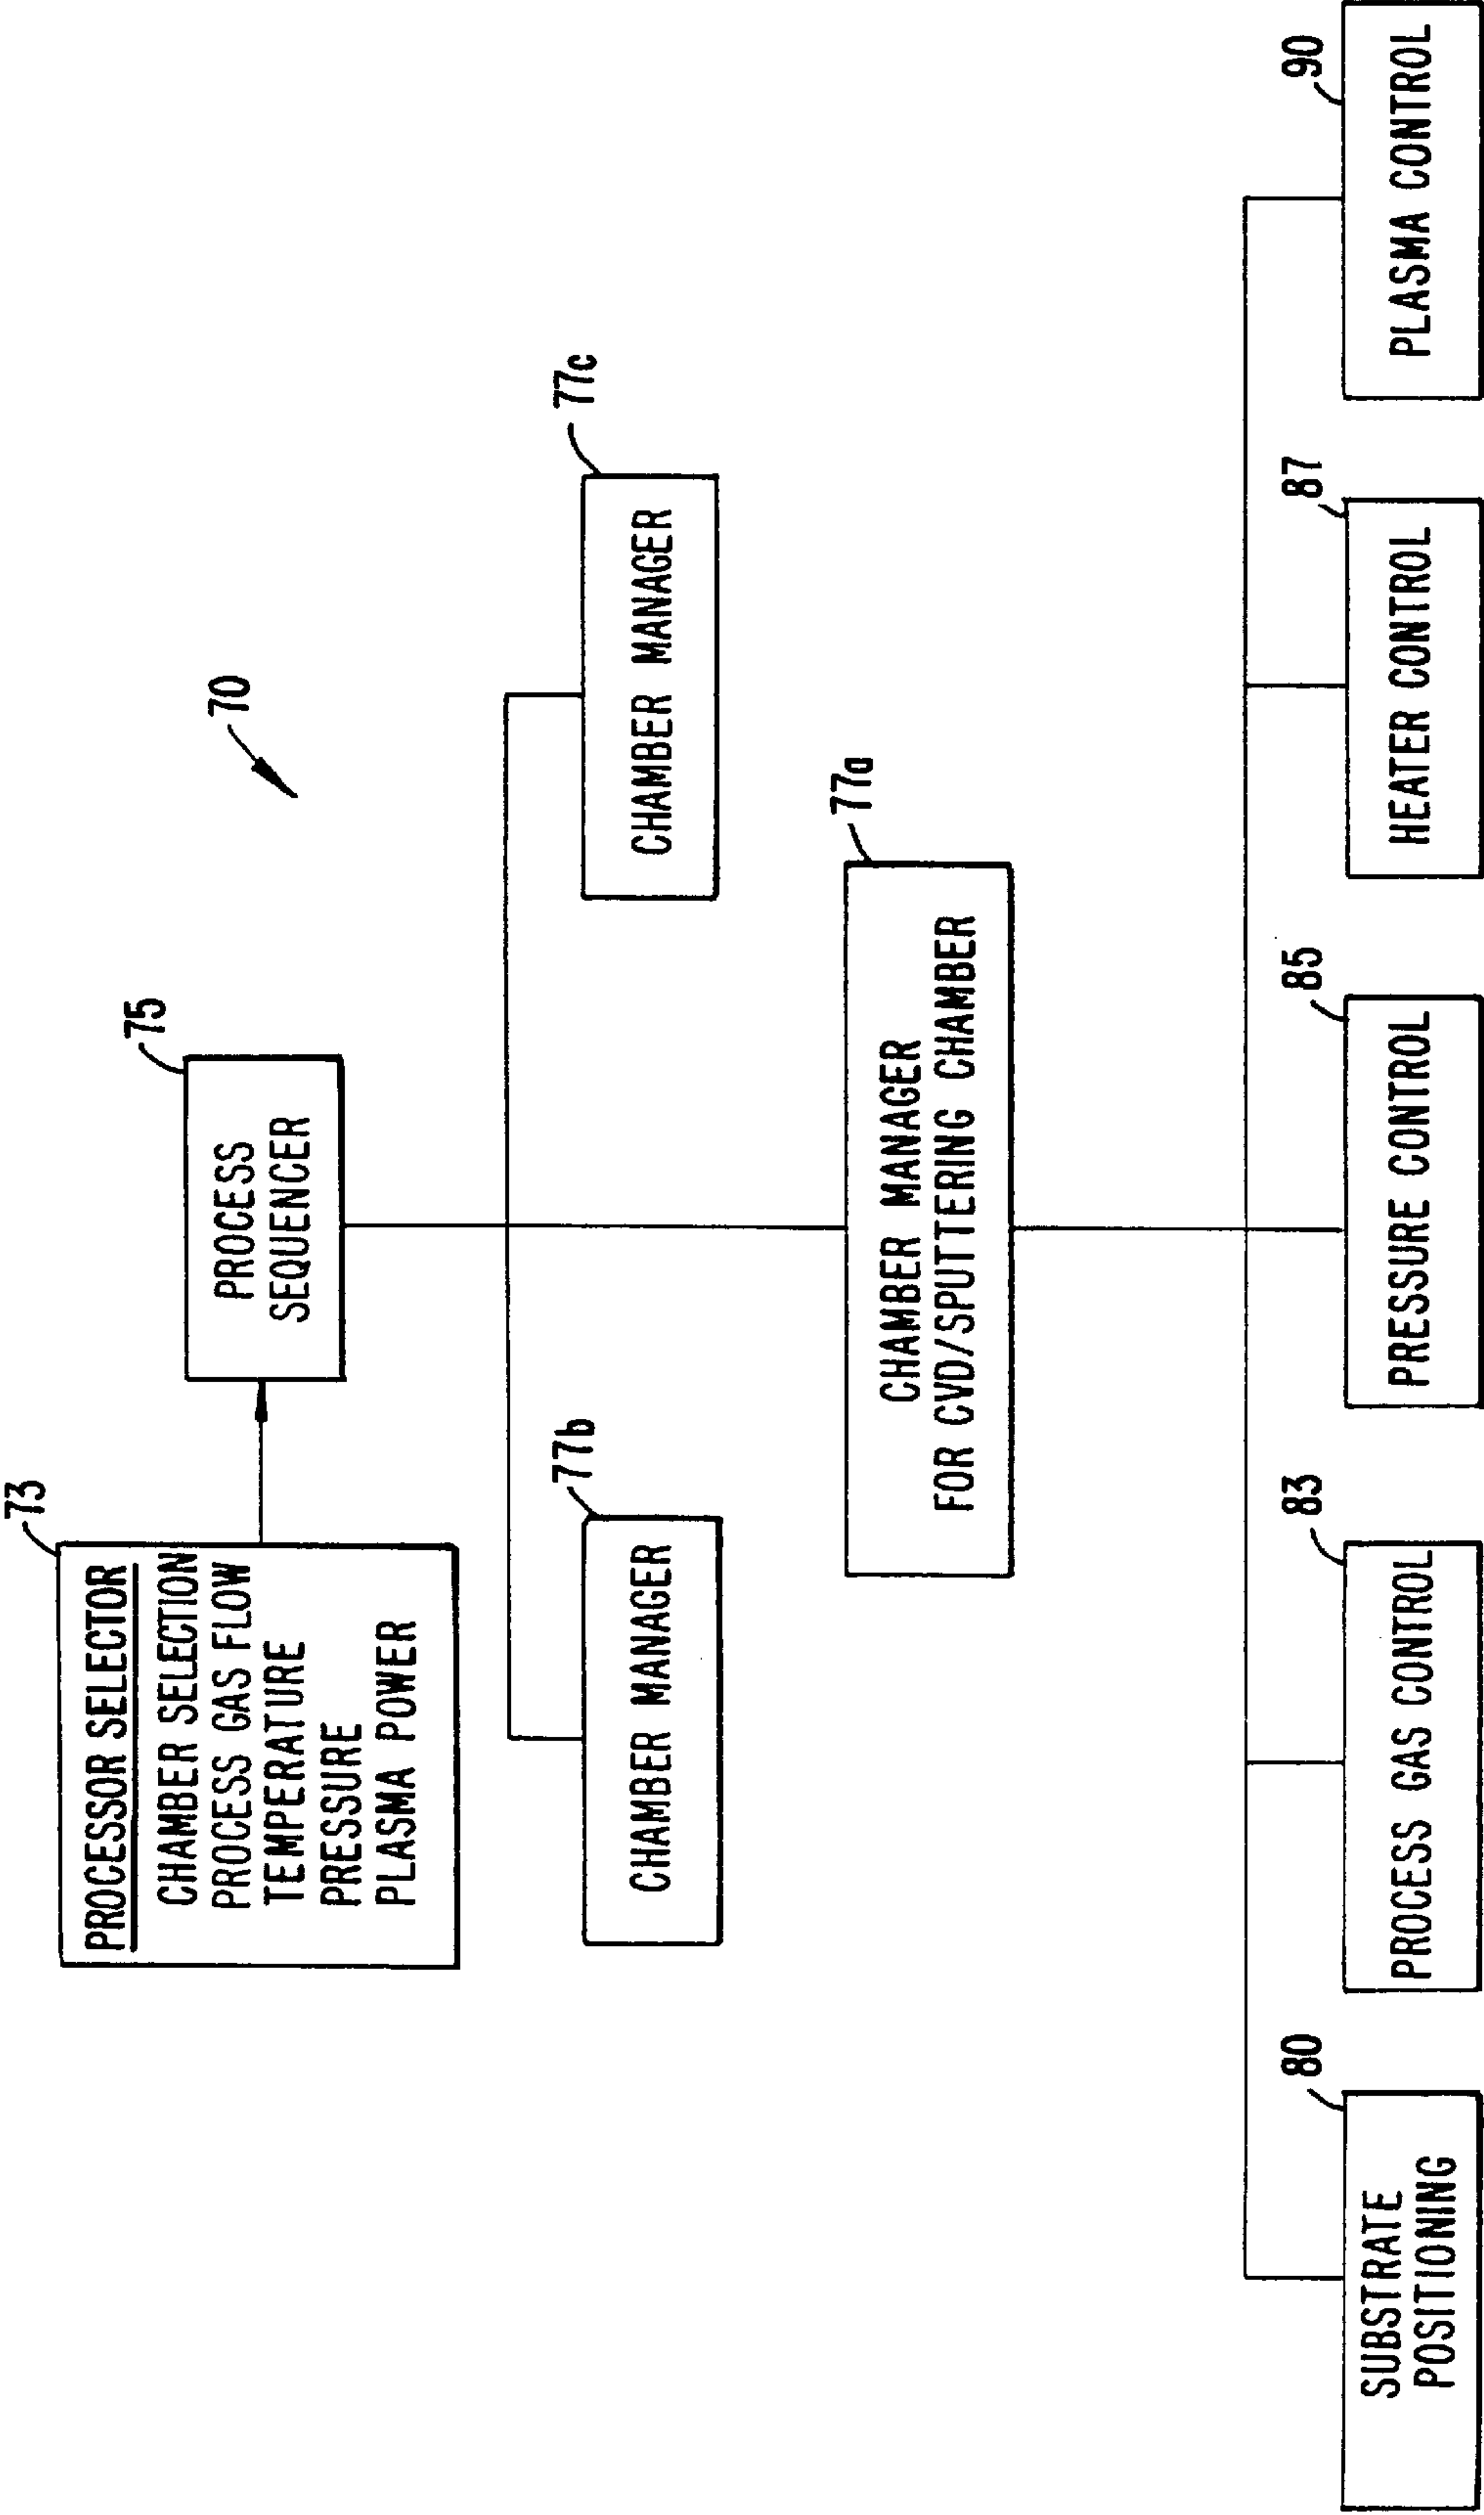 73
PROCESSOR SELECTOR
CHAMBER SELECTION
PROCESS GAS FLOW
TEMPERATURE
PRESSURE
PLASMA POWER
75
PROCESS
SEQUENCER
70
77b
CHAMBER MANAGER
77c
CHAMBER MANAGER
77a
CHAMBER MANAGER
FOR CVD/SPUTTERING CHAMBER
80
SUBSTRATE
POSITIONING
83
PROCESS GAS CONTROL
85
PRESSURE CONTROL
87
HEATER CONTROL
90
PLASMA CONTROL